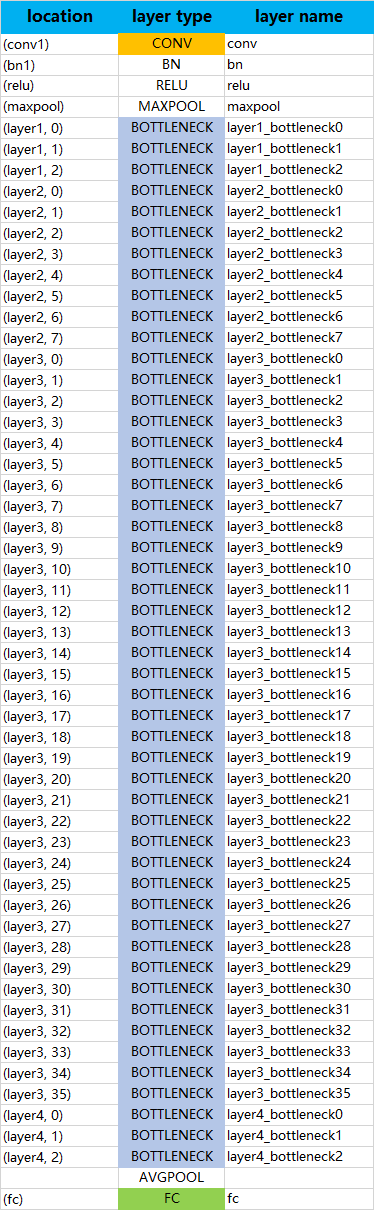 location layer type layer name
(conv1) CONV conv
(bn1) BN bn
(relu) RELU relu
(maxpool) MAXPOOL maxpool
(layer1, 0) BOTTLENECK layer1_bottleneck0
(layer1, 1) BOTTLENECK layer1_bottleneck1
(layer1, 2) BOTTLENECK layer1_bottleneck2
(layer2, 0) BOTTLENECK layer2_bottleneck0
(layer2, 1) BOTTLENECK layer2_bottleneck1
(layer2, 2) BOTTLENECK layer2_bottleneck2
(layer2, 3) BOTTLENECK layer2_bottleneck3
(layer2, 4) BOTTLENECK layer2_bottleneck4
(layer2, 5) BOTTLENECK layer2_bottleneck5
(layer2, 6) BOTTLENECK layer2_bottleneck6
(layer2, 7) BOTTLENECK layer2_bottleneck7
(layer3, 0) BOTTLENECK layer3_bottleneck0
(layer3, 1) BOTTLENECK layer3_bottleneck1
(layer3, 2) BOTTLENECK layer3_bottleneck2
(layer3, 3) BOTTLENECK layer3_bottleneck3
(layer3, 4) BOTTLENECK layer3_bottleneck4
(layer3, 5) BOTTLENECK layer3_bottleneck5
(layer3, 6) BOTTLENECK layer3_bottleneck6
(layer3, 7) BOTTLENECK layer3_bottleneck7
(layer3, 8) BOTTLENECK layer3_bottleneck8
(layer3, 9) BOTTLENECK layer3_bottleneck9
(layer3, 10) BOTTLENECK layer3_bottleneck10
(layer3, 11) BOTTLENECK layer3_bottleneck11
(layer3, 12) BOTTLENECK layer3_bottleneck12
(layer3, 13) BOTTLENECK layer3_bottleneck13
(layer3, 14) BOTTLENECK layer3_bottleneck14
(layer3, 15) BOTTLENECK layer3_bottleneck15
(layer3, 16) BOTTLENECK layer3_bottleneck16
(layer3, 17) BOTTLENECK layer3_bottleneck17
(layer3, 18) BOTTLENECK layer3_bottleneck18
(layer3, 19) BOTTLENECK layer3_bottleneck19
(layer3, 20) BOTTLENECK layer3_bottleneck20
(layer3, 21) BOTTLENECK layer3_bottleneck21
(layer3, 22) BOTTLENECK layer3_bottleneck22
(layer3, 23) BOTTLENECK layer3_bottleneck23
(layer3, 24) BOTTLENECK layer3_bottleneck24
(layer3, 25) BOTTLENECK layer3_bottleneck25
(layer3, 26) BOTTLENECK layer3_bottleneck26
(layer3, 27) BOTTLENECK layer3_bottleneck27
(layer3, 28) BOTTLENECK layer3_bottleneck28
(layer3, 29) BOTTLENECK layer3_bottleneck29
(layer3, 30) BOTTLENECK layer3_bottleneck30
(layer3, 31) BOTTLENECK layer3_bottleneck31
(layer3, 32) BOTTLENECK layer3_bottleneck32
(layer3, 33) BOTTLENECK layer3_bottleneck33
(layer3, 34) BOTTLENECK layer3_bottleneck34
(layer3, 35) BOTTLENECK layer3_bottleneck35
(layer4, 0) BOTTLENECK layer4_bottleneck0
(layer4, 1) BOTTLENECK layer4_bottleneck1
(layer4, 2) BOTTLENECK layer4_bottleneck2
AVGPOOL
(fc) FC fc